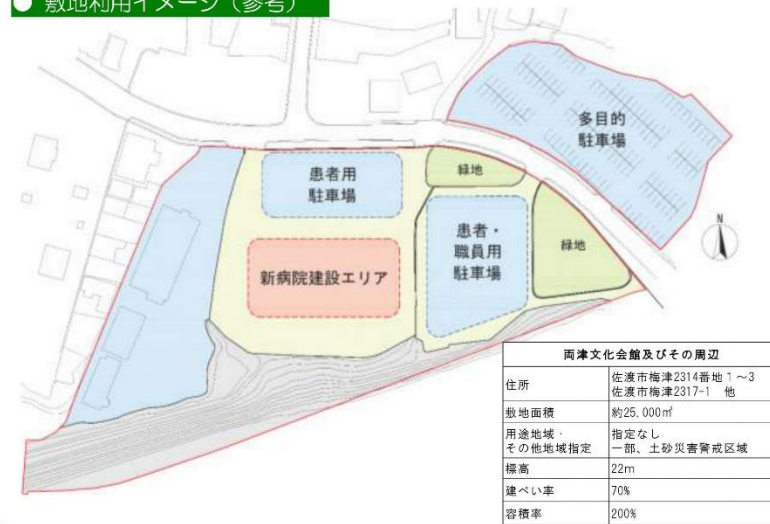 ● 敷地利用イメージ（参考）
多目的
駐車場
患者用
駐車場
緑地
患者・
職員用
駐車場
緑地
新病院建設エリア
N
両津文化会館及びその周辺
住所
佐渡市梅津2314番地１～3
佐渡市梅津2317-1　他
敷地面積
約25,000㎡
用途地域・
その他地域指定
指定なし
一部、土砂災害警戒区域
標高
22m
建ぺい率
70%
容積率
200%